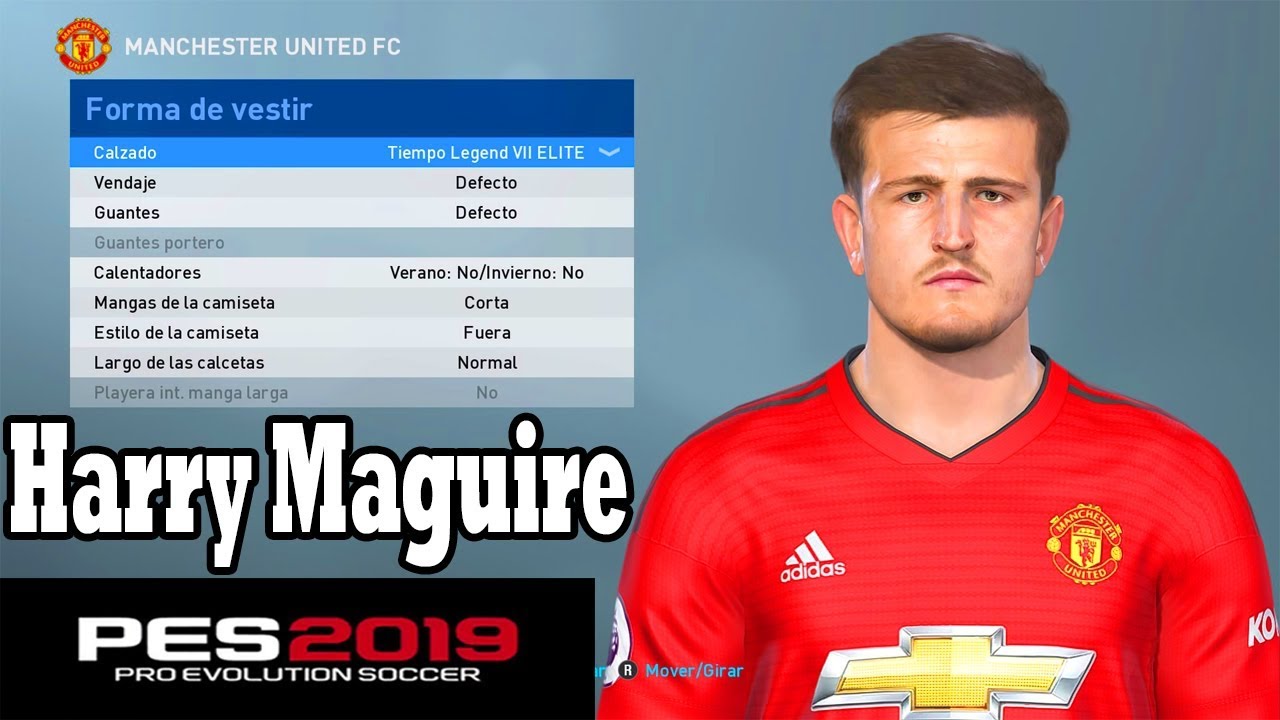 MANCHESTER UNITED FC
Forma de vestir
Calzado Tiempo Legend VII ELITE
Vendaje Defecto
Guantes Defecto
Guantes portero
Calentadores Verano: No/Invierno: No
Mangas de la camiseta Corta
Estilo de la camiseta Fuera
Largo de las calcetas Normal
Playera int. manga larga No
Harry Maguire
PES2019
PRO EVOLUTION SOCCER
R Mover/Girar
adidas
MANCHESTER
UNITED
CHEVROLET